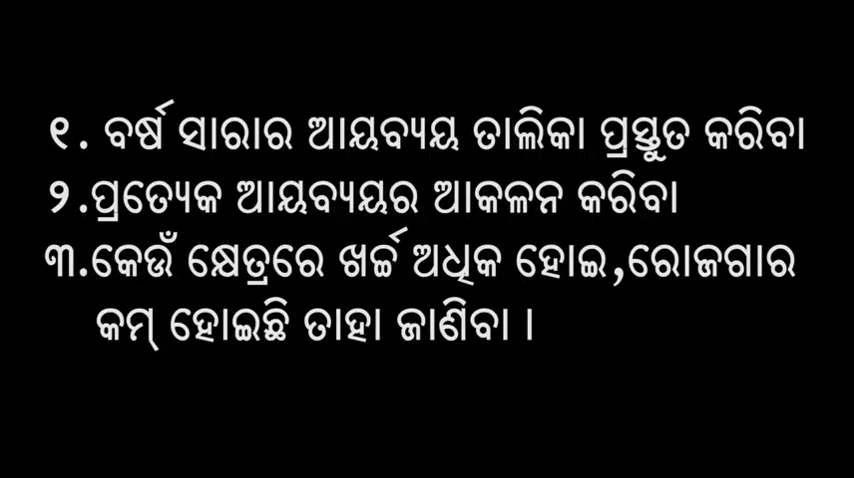 ୧. ବର୍ଷ ସାରାର ଆୟବ୍ୟୟ ତାଲିକା ପ୍ରସ୍ତୁତ କରିବା
୨.ପ୍ରତ୍ୟେକ ଆୟବ୍ୟୟର ଆକଳନ କରିବା
୩.କେଉଁ କ୍ଷେତ୍ରରେ ଖର୍ଚ୍ଚ ଅଧିକ ହୋଇ,ରୋଜଗାର
କମ୍ ହୋଇଛି ତାହା ଜାଣିବା ।